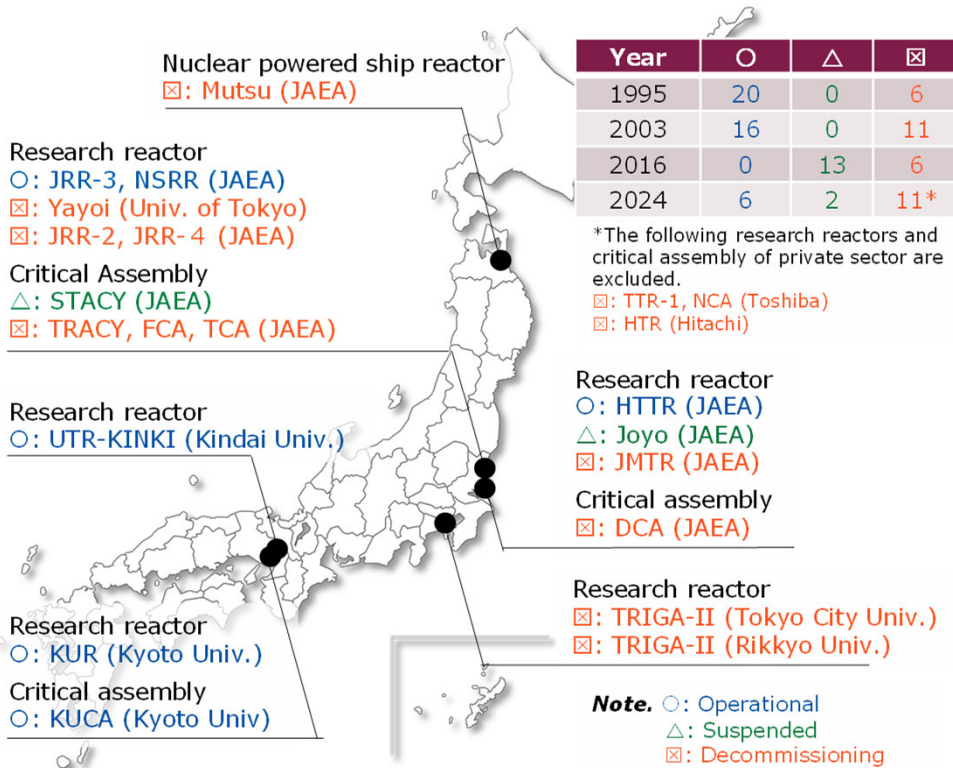 Nuclear powered ship reactor
☒: Mutsu (JAEA)
Research reactor
○: JRR-3, NSRR (JAEA)
☒: Yayoi (Univ. of Tokyo)
☒: JRR-2, JRR-４ (JAEA)
Critical Assembly
△: STACY (JAEA)
☒: TRACY, FCA, TCA (JAEA)
Research reactor
○: UTR-KINKI (Kindai Univ.)
Research reactor
○: KUR (Kyoto Univ.)
Critical assembly
○: KUCA (Kyoto Univ)
Year ○ △ ☒
1995 20 0 6
2003 16 0 11
2016 0 13 6
2024 6 2 11*
*The following research reactors and
critical assembly of private sector are
excluded.
☒: TTR-1, NCA (Toshiba)
☒: HTR (Hitachi)
Research reactor
○: HTTR (JAEA)
△: Joyo (JAEA)
☒: JMTR (JAEA)
Critical assembly
☒: DCA (JAEA)
Research reactor
☒: TRIGA-II (Tokyo City Univ.)
☒: TRIGA-II (Rikkyo Univ.)
Note. ○: Operational
△: Suspended
☒: Decommissioning